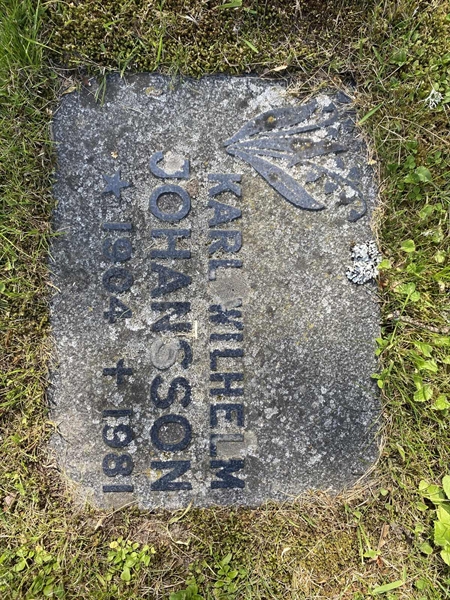 KARL WILHELM
JOHANSSON
★ 1904 ✝ 1981